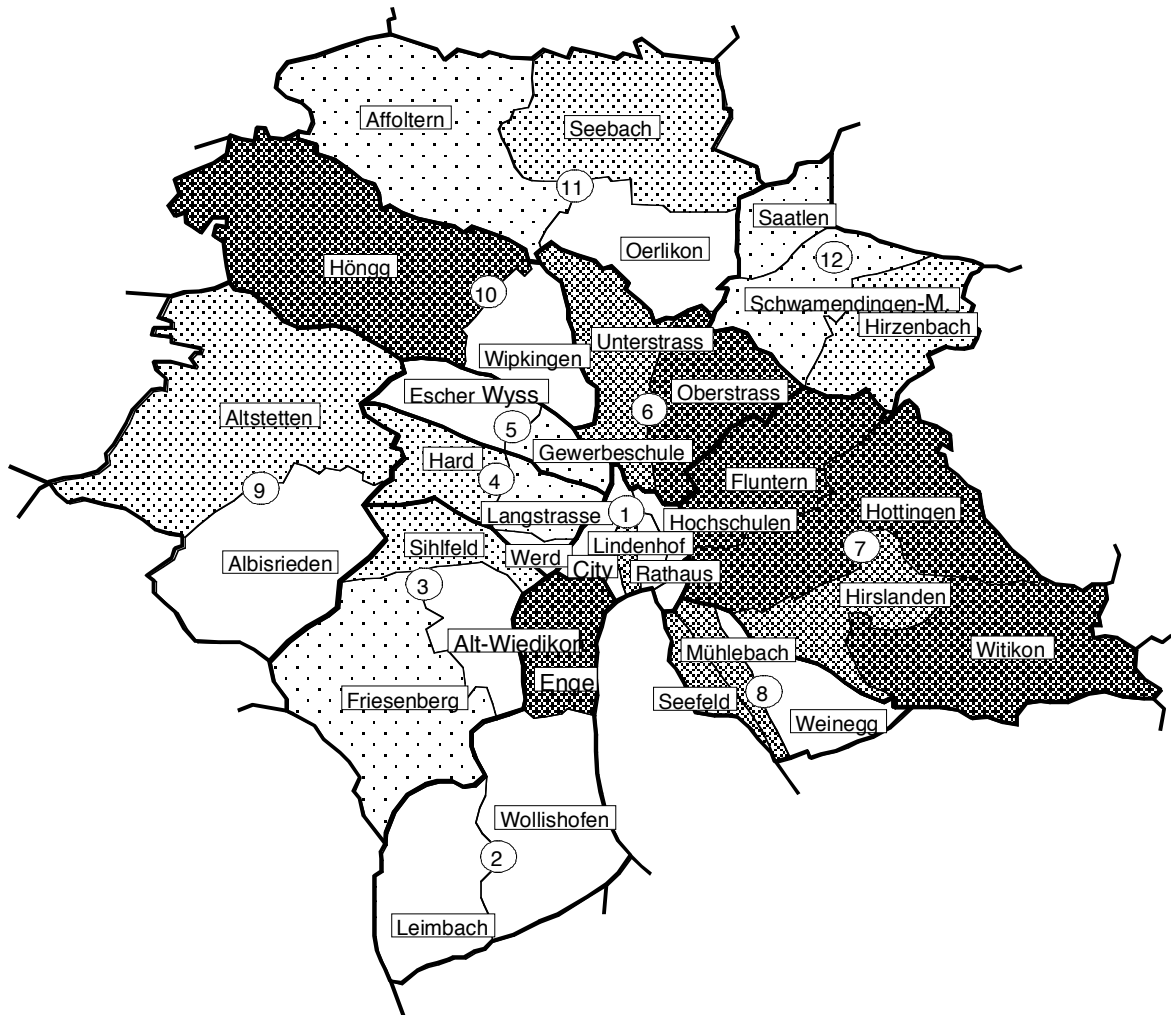 Affoltern
Seebach
11
Saatlen
Oerlikon
12
Höngg
10
Schwamendingen-M.
Hirzenbach
Unterstrass
Wipkingen
Oberstrass
Escher Wyss
Altstetten
6
5
Gewerbeschule
Hard
4
Fluntern
9
Langstrasse
1
Hochschulen
Hottingen
Sihlfeld
Lindenhof
7
Albisrieden
Werd
City
Rathaus
3
Hirslanden
Alt-Wiedikon
Mühlebach
Witikon
Enge
Friesenberg
Seefeld
8
Weinegg
Wollishofen
2
Leimbach